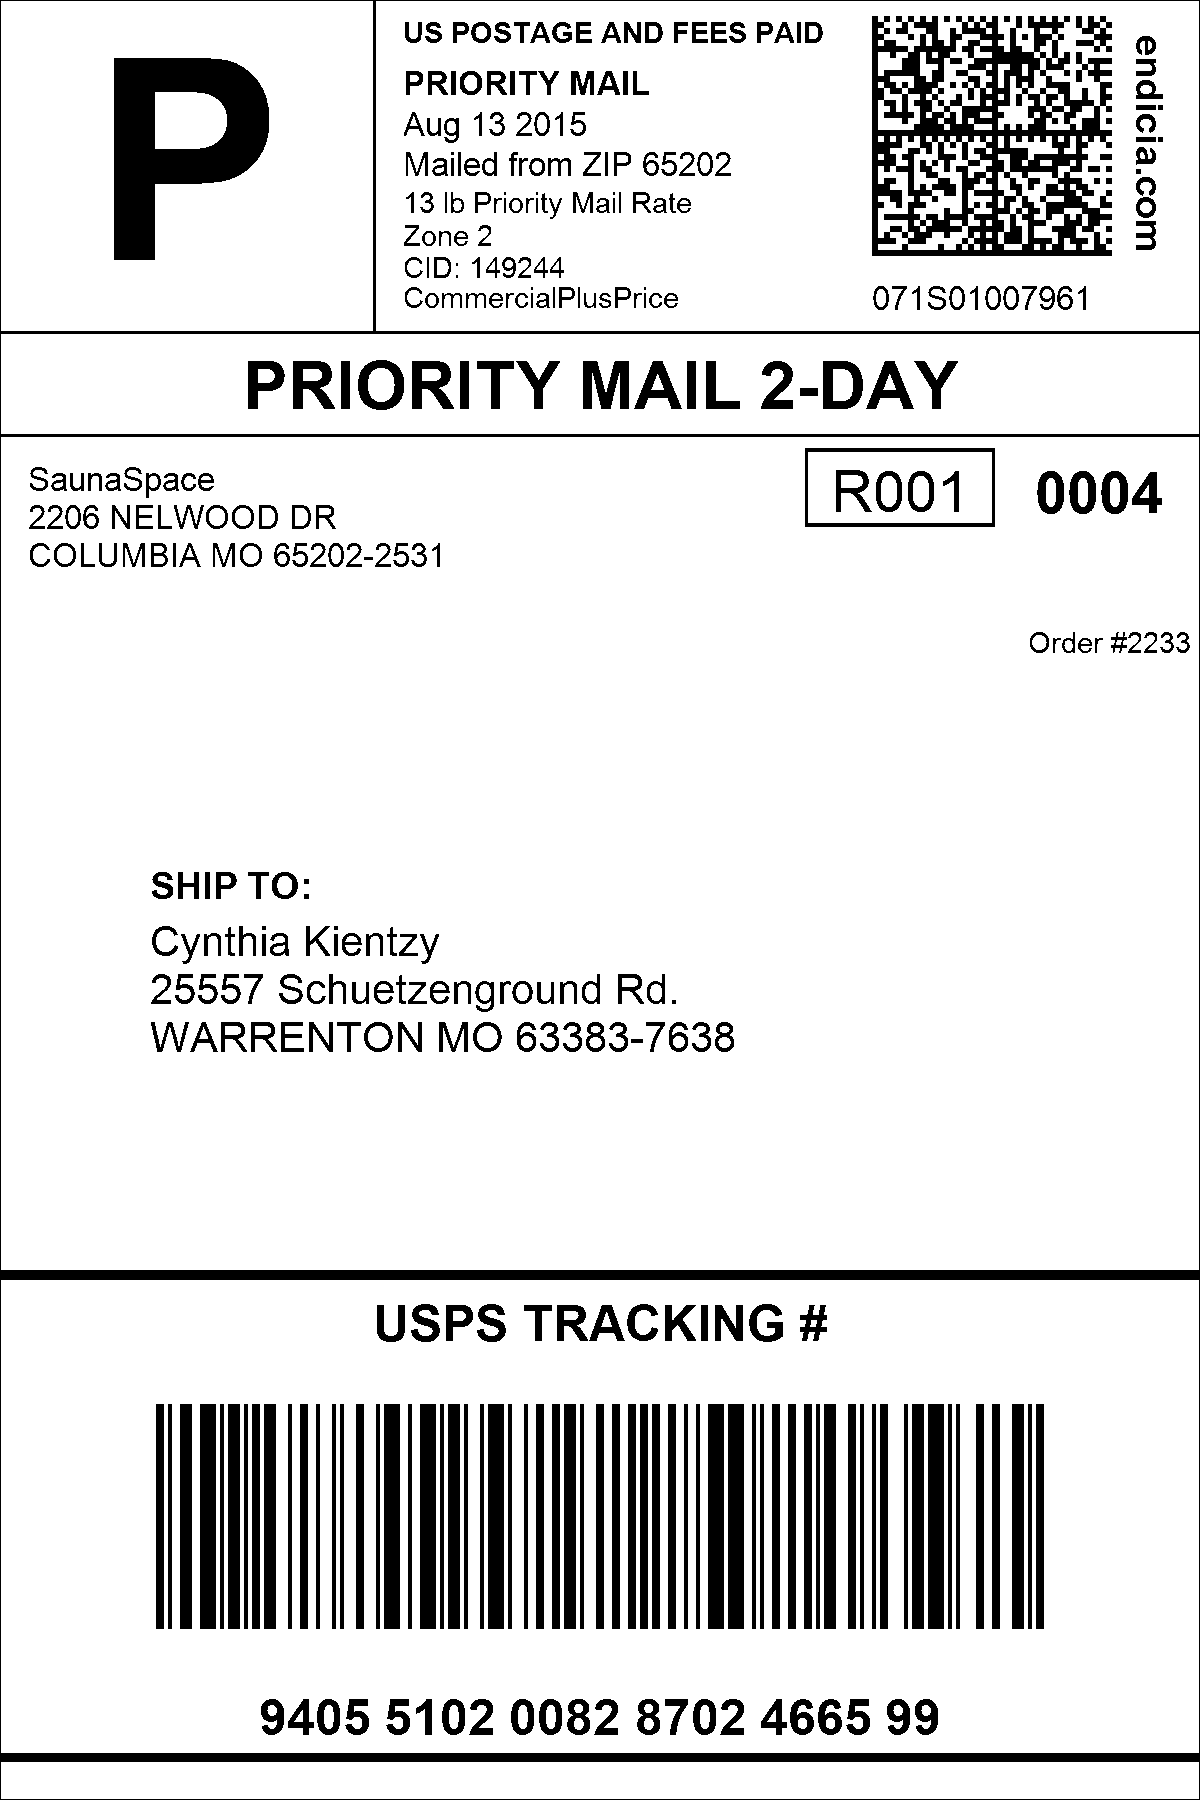 P
US POSTAGE AND FEES PAID
PRIORITY MAIL
Aug 13 2015
Mailed from ZIP 65202
13 lb Priority Mail Rate
Zone 2
CID: 149244
CommercialPlusPrice
endicia.com
071S01007961
PRIORITY MAIL 2-DAY
SaunaSpace
2206 NELWOOD DR
COLUMBIA MO 65202-2531
R001 0004
Order #2233
SHIP TO:
Cynthia Kientzy
25557 Schuetzenground Rd.
WARRENTON MO 63383-7638
USPS TRACKING #
9405 5102 0082 8702 4665 99